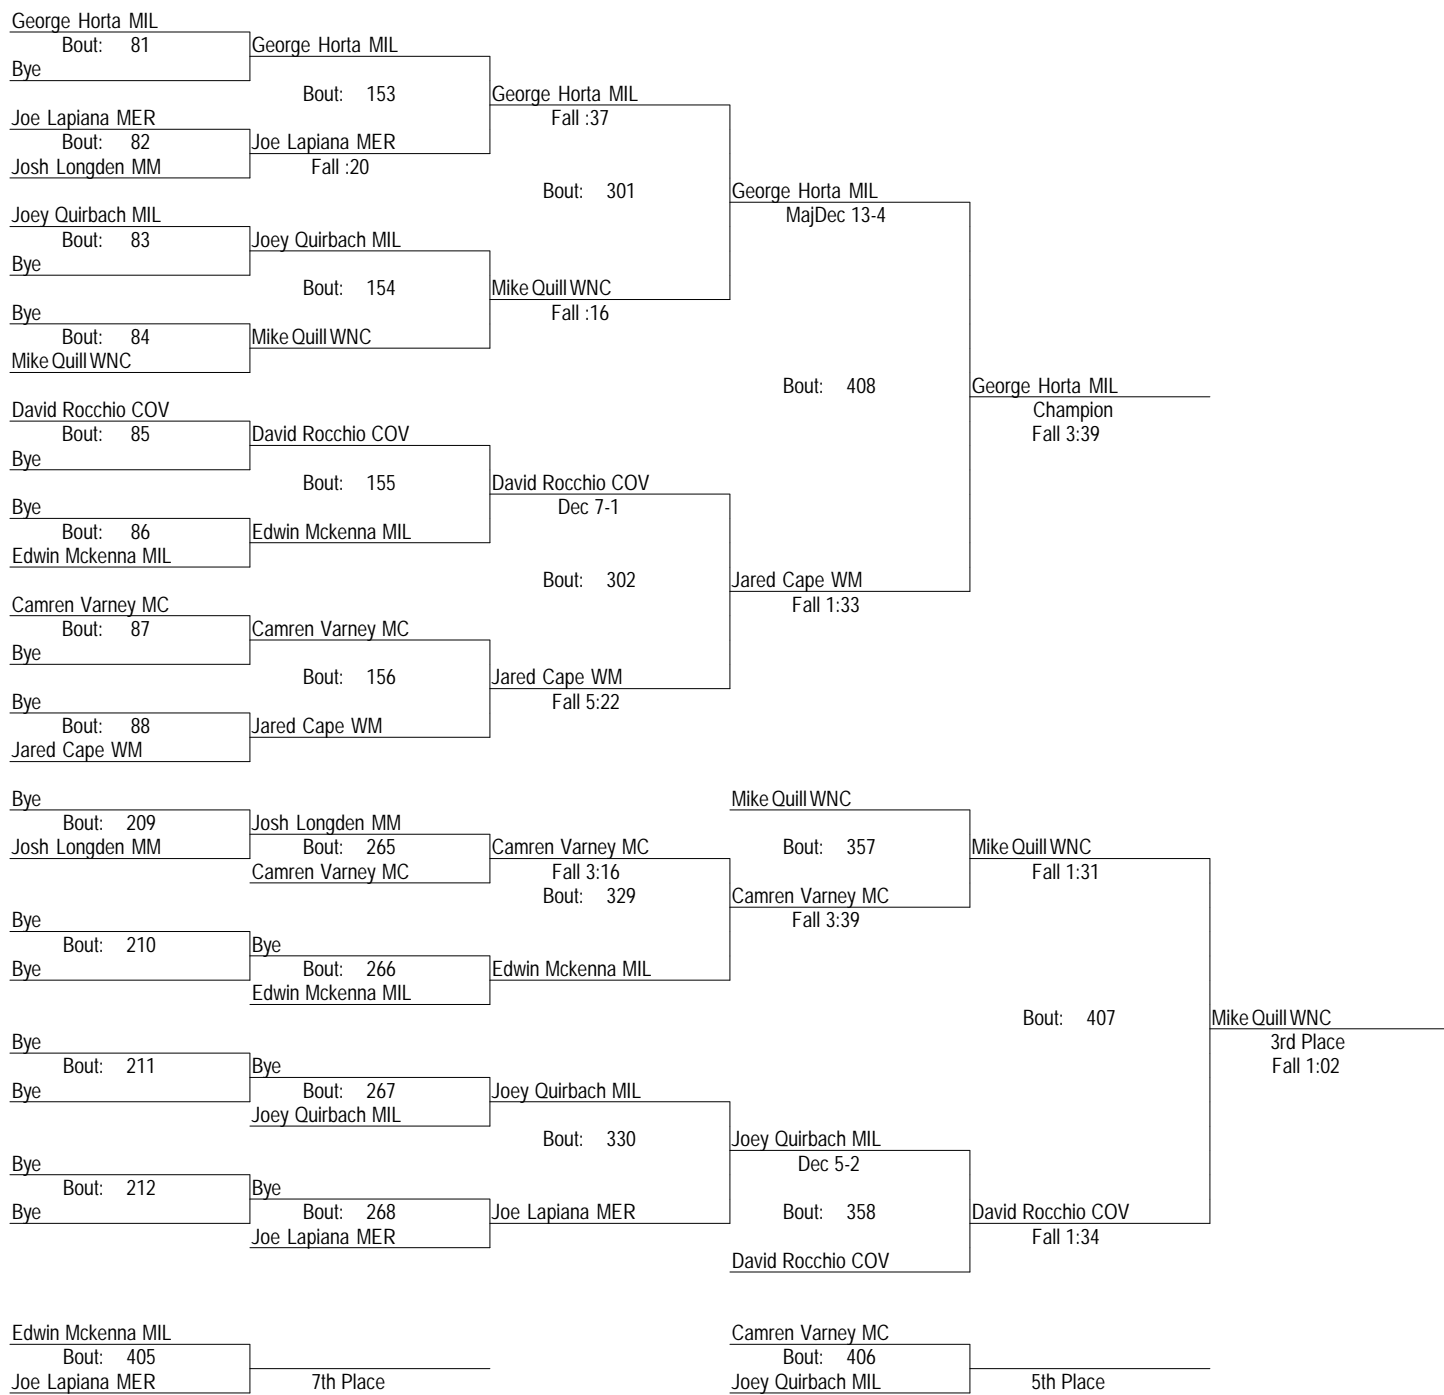 George Horta MIL
Bout: 81
George Horta MIL
Bye
Bout: 153
George Horta MIL
Joe Lapiana MER
Fall :37
Bout: 82
Joe Lapiana MER
Josh Longden MM
Fall :20
Bout: 301
George Horta MIL
Joey Quirbach MIL
MajDec 13-4
Bout: 83
Joey Quirbach MIL
Bye
Bout: 154
Mike Quill WNC
Bye
Fall :16
Bout: 84
Mike Quill WNC
Mike Quill WNC
Bout: 408
George Horta MIL
David Rocchio COV
Champion
Bout: 85
David Rocchio COV
Fall 3:39
Bye
Bout: 155
David Rocchio COV
Bye
Dec 7-1
Bout: 86
Edwin Mckenna MIL
Edwin Mckenna MIL
Bout: 302
Jared Cape WM
Camren Varney MC
Fall 1:33
Bout: 87
Camren Varney MC
Bye
Bout: 156
Jared Cape WM
Bye
Fall 5:22
Bout: 88
Jared Cape WM
Jared Cape WM
Bye
Mike Quill WNC
Bout: 209
Josh Longden MM
Josh Longden MM
Bout: 265
Camren Varney MC
Bout: 357
Mike Quill WNC
Camren Varney MC
Fall 3:16
Fall 1:31
Bout: 329
Camren Varney MC
Bye
Fall 3:39
Bout: 210
Bye
Bye
Bout: 266
Edwin Mckenna MIL
Edwin Mckenna MIL
Bout: 407
Mike Quill WNC
Bye
3rd Place
Bout: 211
Bye
Fall 1:02
Bye
Bout: 267
Joey Quirbach MIL
Joey Quirbach MIL
Bout: 330
Joey Quirbach MIL
Bye
Dec 5-2
Bout: 212
Bye
Bye
Bout: 268
Joe Lapiana MER
Bout: 358
David Rocchio COV
Joe Lapiana MER
Fall 1:34
David Rocchio COV
Edwin Mckenna MIL
Camren Varney MC
Bout: 405
Bout: 406
Joe Lapiana MER
7th Place
Joey Quirbach MIL
5th Place